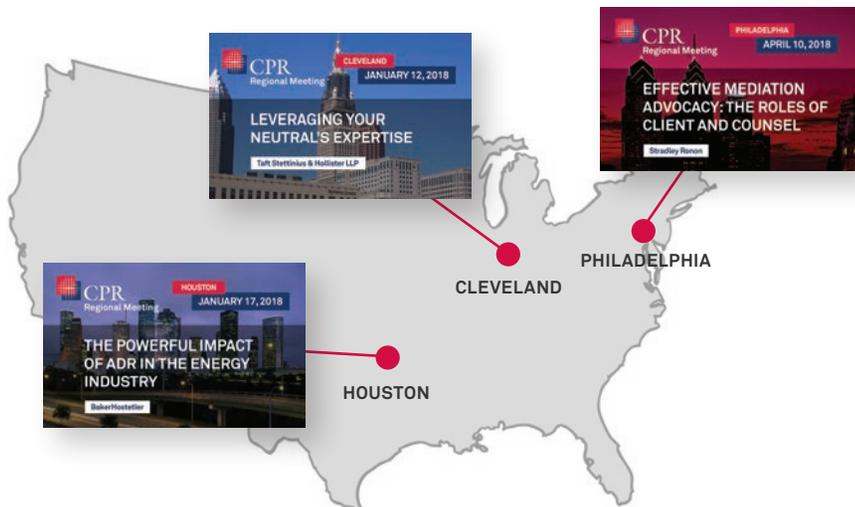 CPR
Regional Meeting
CLEVELAND
JANUARY 12, 2018
LEVERAGING YOUR
NEUTRAL'S EXPERTISE
Taft Stettinius & Hollister LLP
CPR
Regional Meeting
PHILADELPHIA
APRIL 10, 2018
EFFECTIVE MEDIATION
ADVOCACY: THE ROLES OF
CLIENT AND COUNSEL
Stradley Ronon
CLEVELAND
PHILADELPHIA
CPR
Regional Meeting
HOUSTON
JANUARY 17, 2018
THE POWERFUL IMPACT
OF ADR IN THE ENERGY
INDUSTRY
BakerHostetler
HOUSTON